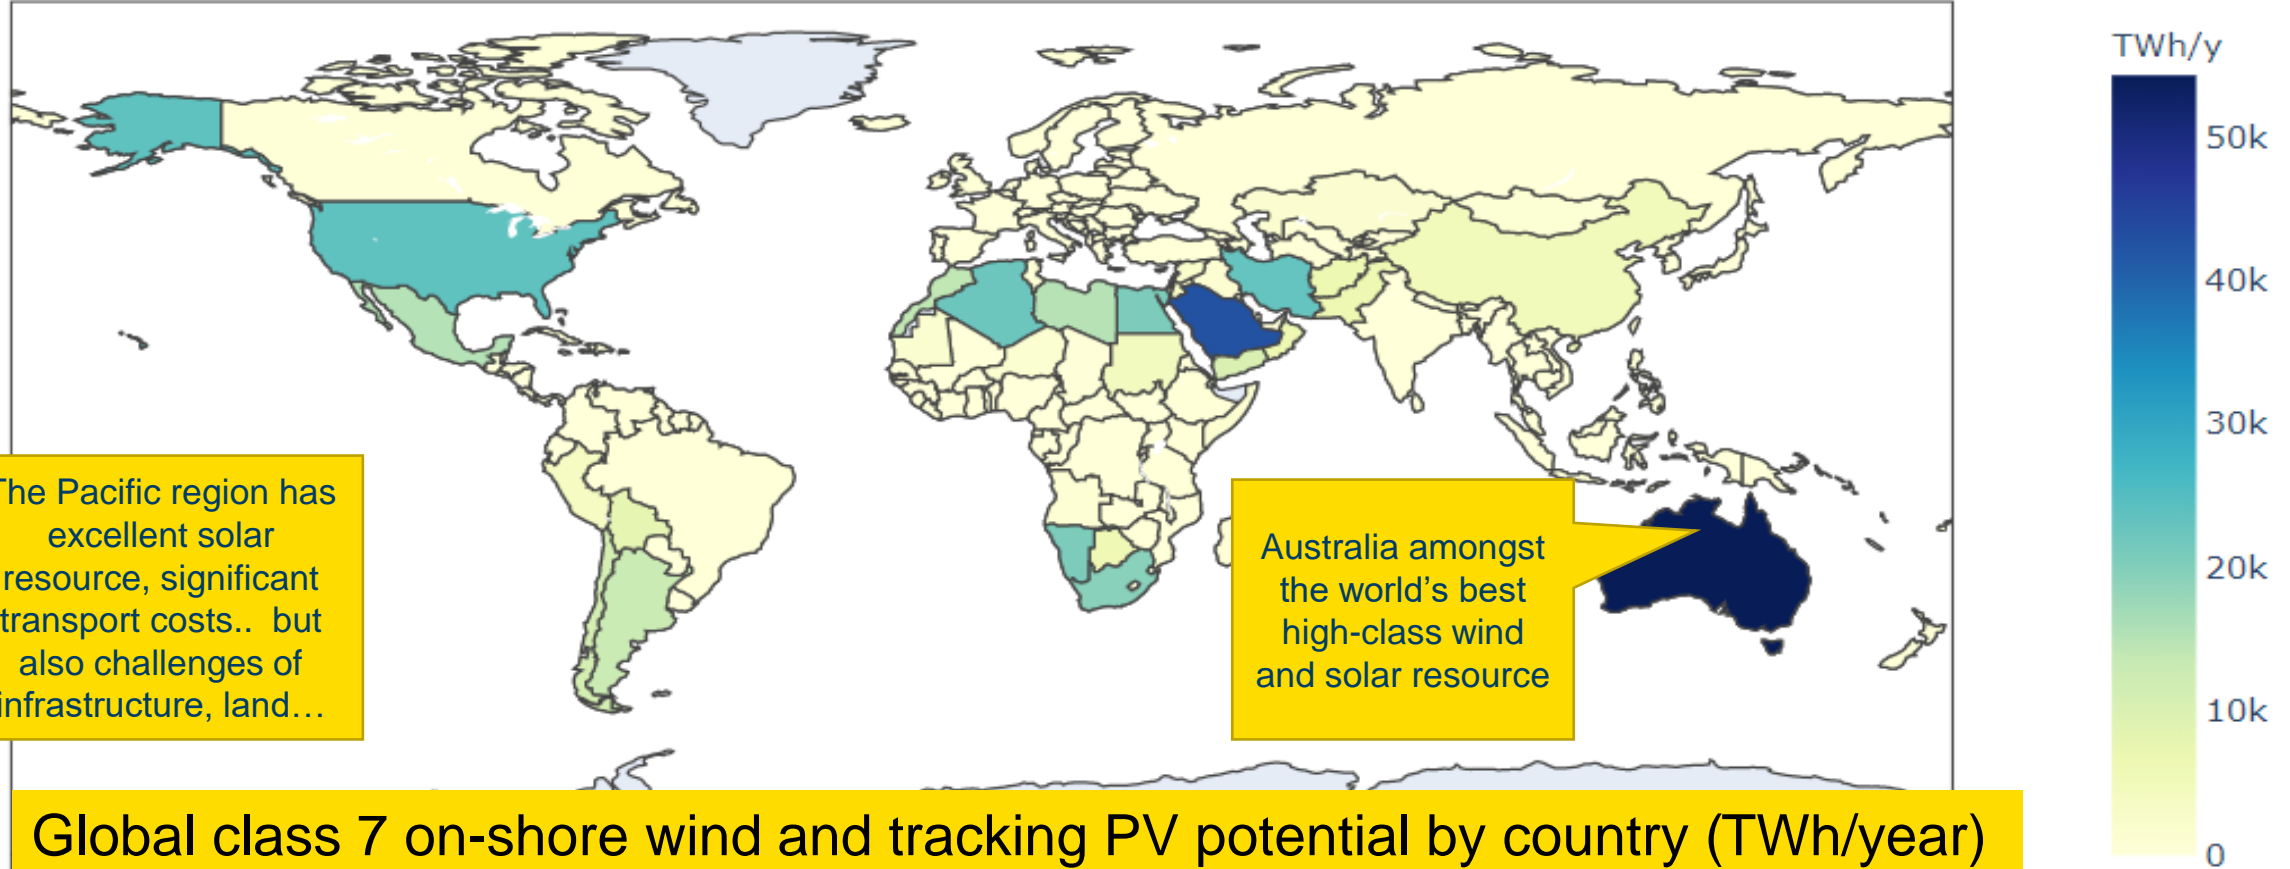 TWh/y
50k
40k
30k
20k
10k
0
The Pacific region has
excellent solar
resource, significant
transport costs.. but
also challenges of
infrastructure, land…
Australia amongst
the world’s best
high-class wind
and solar resource
Global class 7 on-shore wind and tracking PV potential by country (TWh/year)